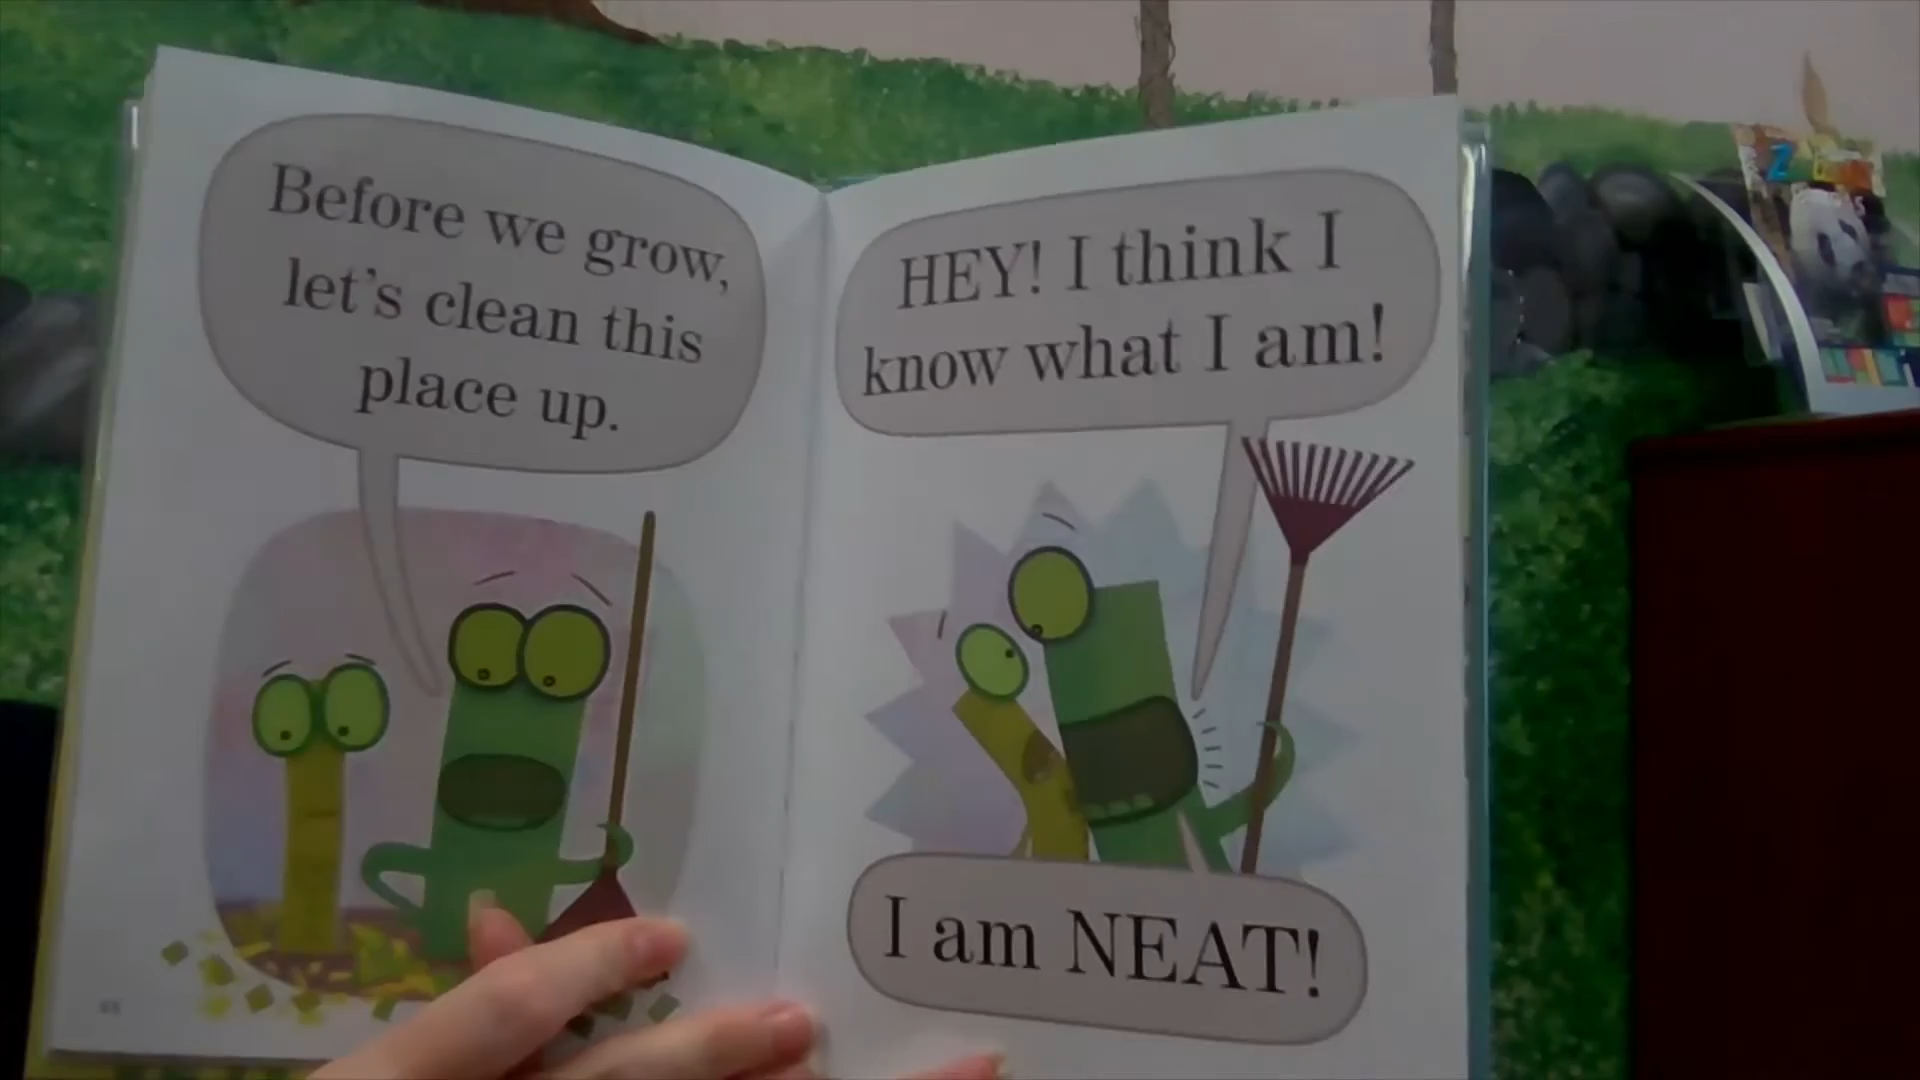 Before we grow,
let's clean this
place up.
HEY! I think I
know what I am!
I am NEAT!